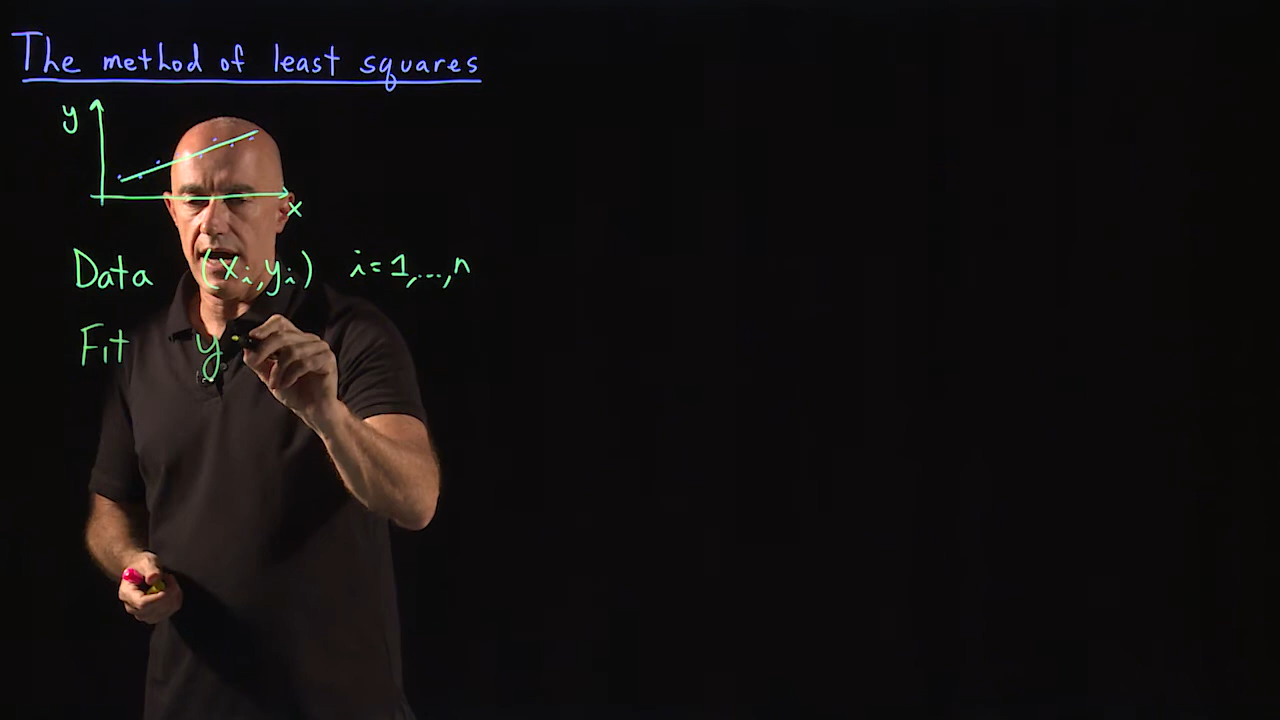 The method of least squares
y
x
Data (xᵢ, yᵢ) i = 1,...,n
Fit y